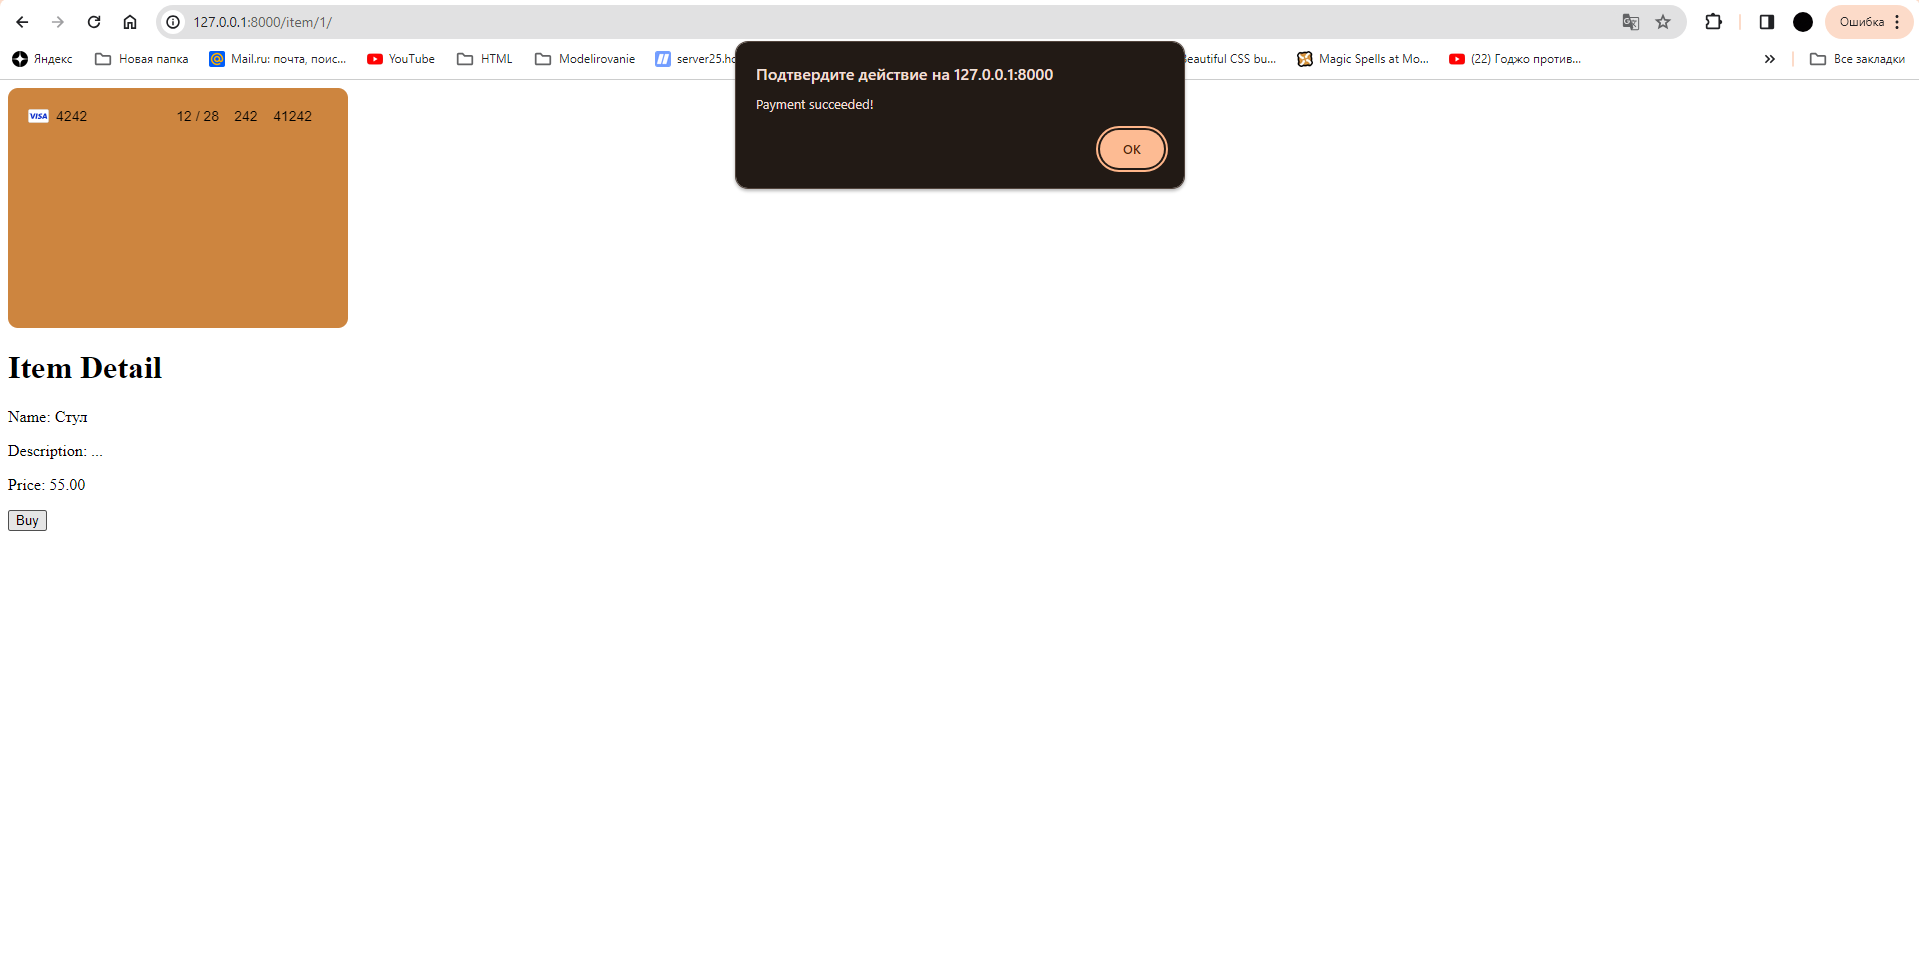 127.0.0.1:8000/item/1/
Ошибка
Яндекс Новая папка Mail.ru: почта, поис... YouTube HTML Modelirovanie server25.ho Beautiful CSS bu... Magic Spells at Mo... (22) Годжо против... Все закладки
Подтвердите действие на 127.0.0.1:8000
Payment succeeded!
OK
VISA 4242 12 / 28 242 41242
Item Detail
Name: Стул
Description: ...
Price: 55.00
Buy